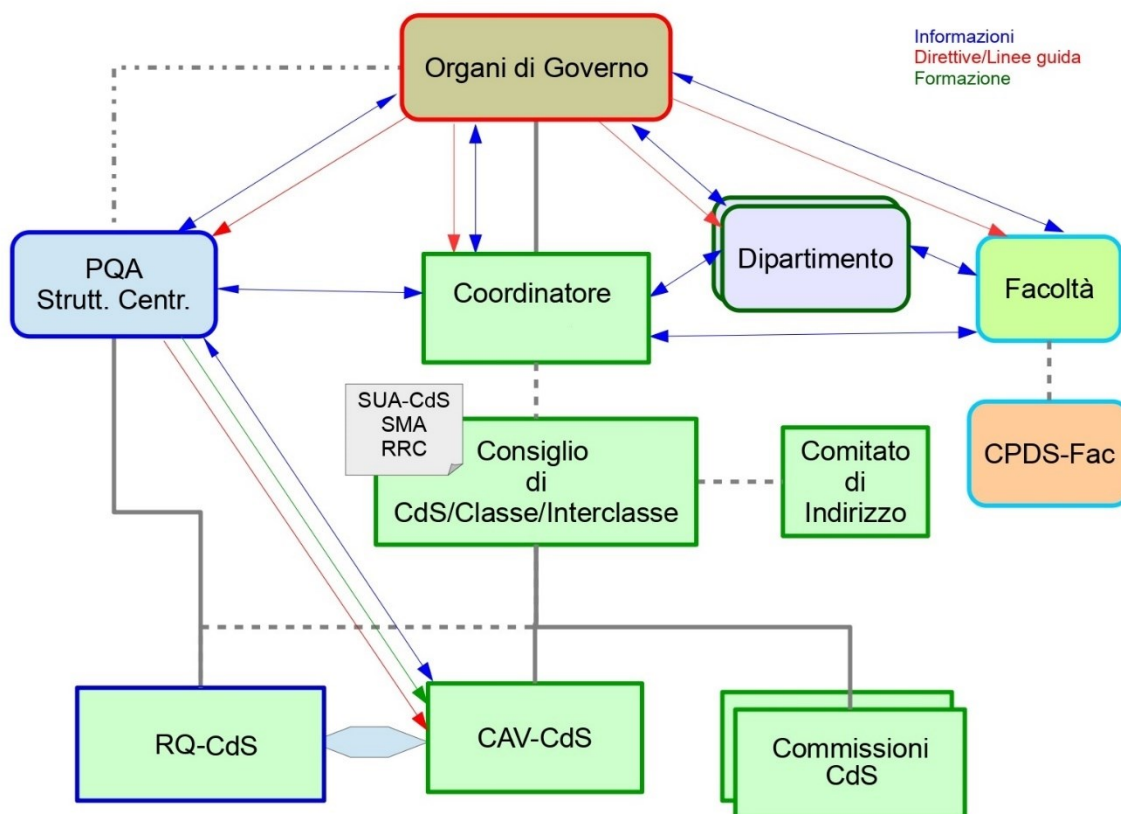 Organi di Governo
Informazioni
Direttive/Linee guida
Formazione
PQA
Strutt. Centr.
Coordinatore
Dipartimento
Facoltà
SUA-CdS
SMA
RRC
Consiglio
di
CdS/Classe/Interclasse
Comitato
di
Indirizzo
CPDS-Fac
RQ-CdS
CAV-CdS
Commissioni
CdS